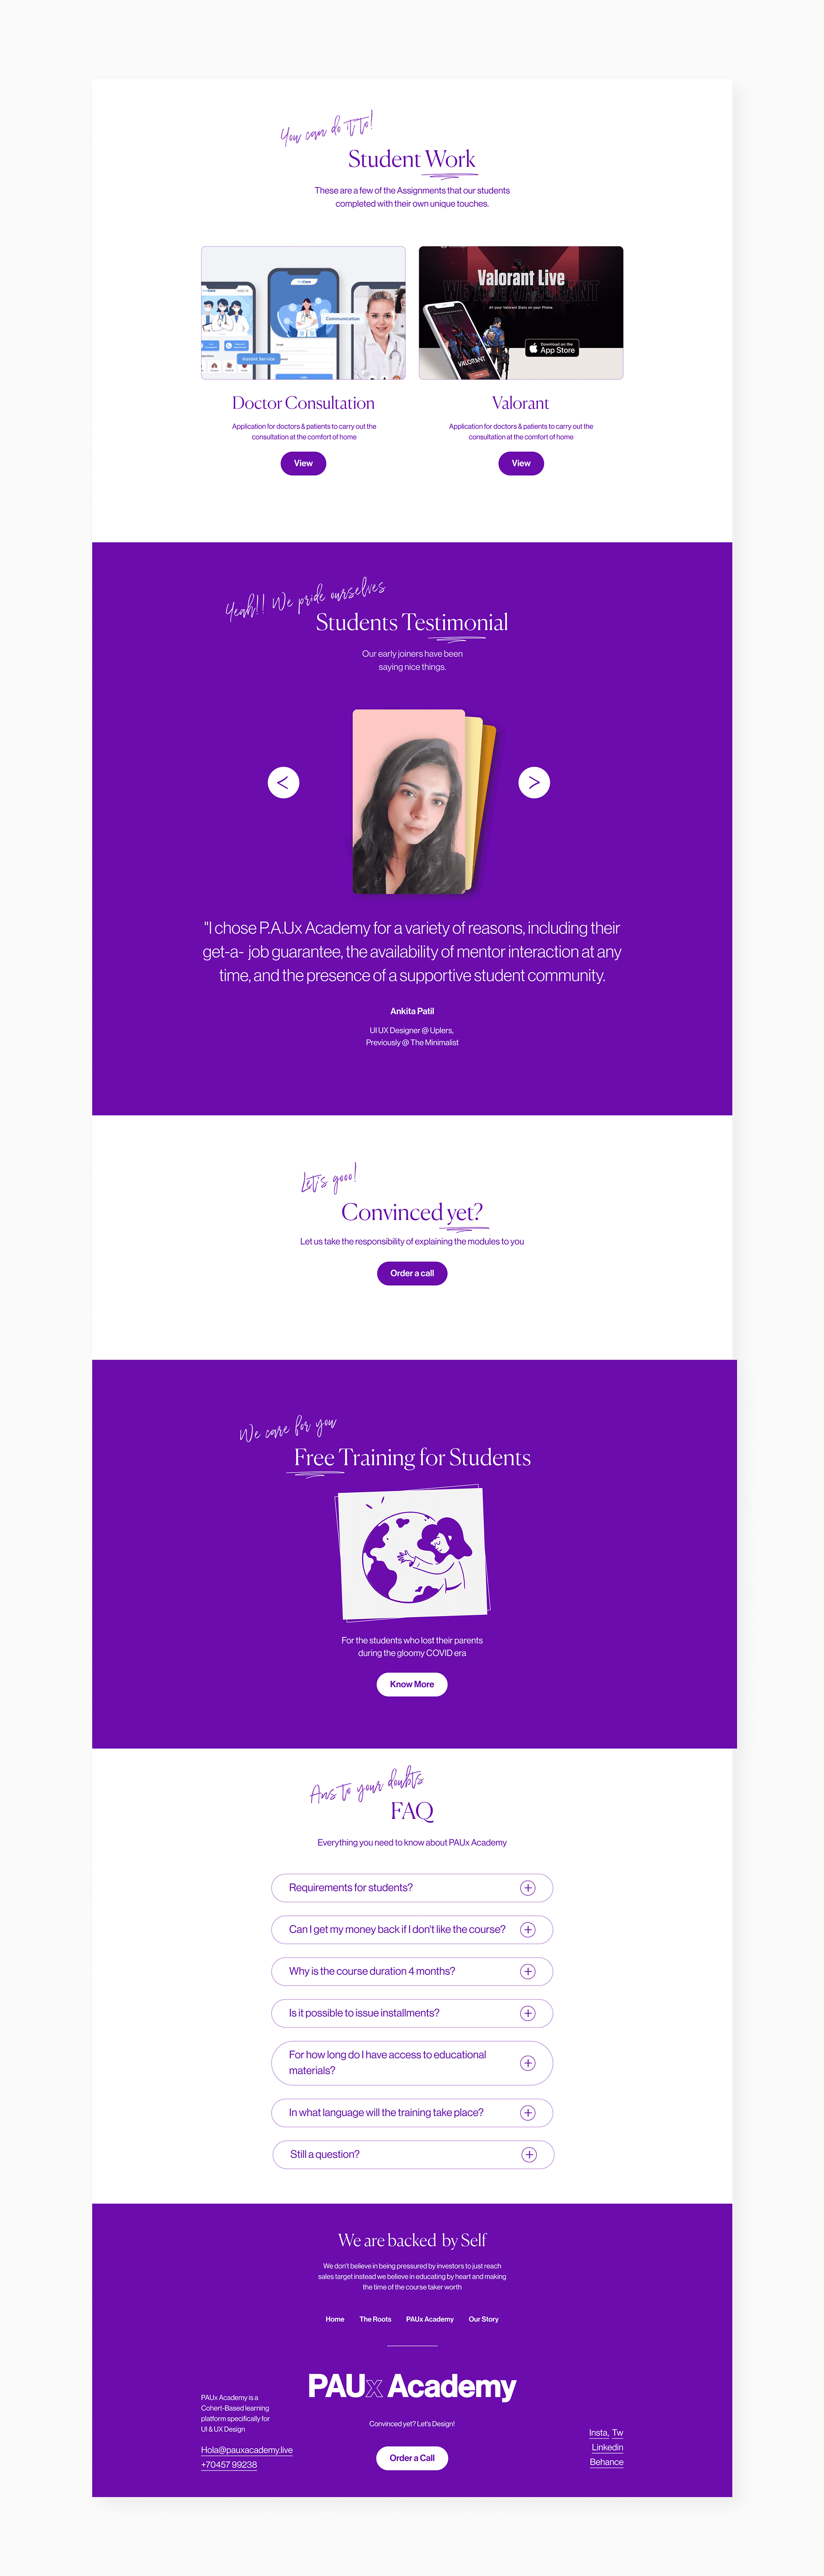 You can do it to!
Student Work
These are a few of the Assignments that our students
completed with their own unique touches.
Communication
Instant Service
Valorant Live
All your Valorant Stats on your Phone
VALORANT
Download on the
App Store
Doctor Consultation
Application for doctors & patients to carry out the
consultation at the comfort of home
View
Valorant
Application for doctors & patients to carry out the
consultation at the comfort of home
View
Yeah!! We pride ourselves
Students Testimonial
Our early joiners have been
saying nice things.
<
>
"I chose P.A.Ux Academy for a variety of reasons, including their
get-a- job guarantee, the availability of mentor interaction at any
time, and the presence of a supportive student community.
Ankita Patil
UI UX Designer @ Uplers,
Previously @ The Minimalist
Let's gooo!
Convinced yet?
Let us take the responsibility of explaining the modules to you
Order a call
We care for you
Free Training for Students
For the students who lost their parents
during the gloomy COVID era
Know More
Ans to your doubts
FAQ
Everything you need to know about PAUx Academy
Requirements for students?
Can I get my money back if I don't like the course?
Why is the course duration 4 months?
Is it possible to issue installments?
For how long do I have access to educational
materials?
In what language will the training take place?
Still a question?
We are backed by Self
We don't believe in being pressured by investors to just reach
sales target instead we believe in educating by heart and making
the time of the course taker worth
Home The Roots PAUx Academy Our Story
PAUx Academy
PAUx Academy is a
Cohort-Based learning
platform specifically for
UI & UX Design
Hola@pauxacademy.live
+70457 99238
Convinced yet? Let's Design!
Order a Call
Insta, Tw
Linkedin
Behance